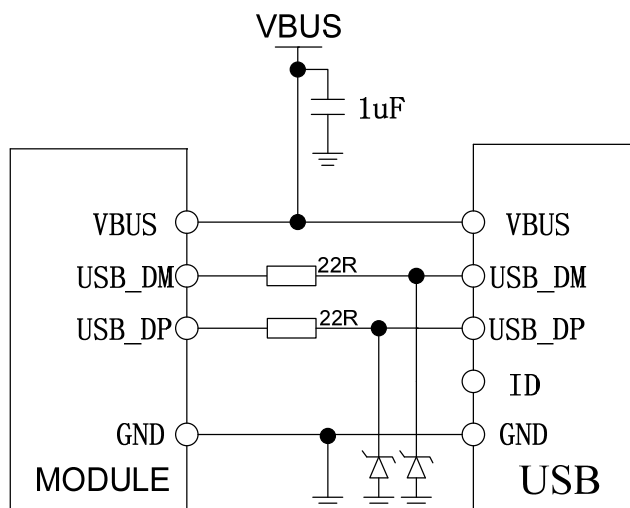 VBUS
1uF
VBUS VBUS
USB_DM 22R USB_DM
USB_DP 22R USB_DP
ID
GND GND
MODULE USB